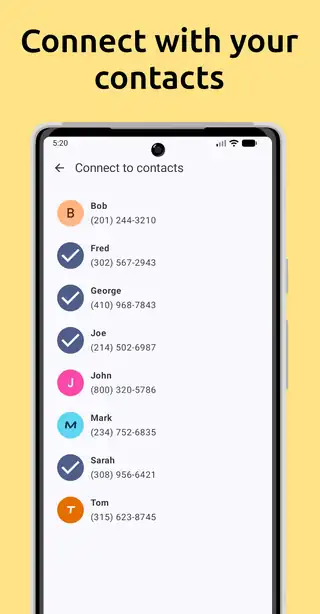 Connect with your
contacts
5:20
Connect to contacts
B
Bob
(201) 244-3210
Fred
(302) 567-2943
George
(410) 968-7843
Joe
(214) 502-6987
J
John
(800) 320-5786
M
Mark
(234) 752-6835
Sarah
(308) 956-6421
T
Tom
(315) 623-8745